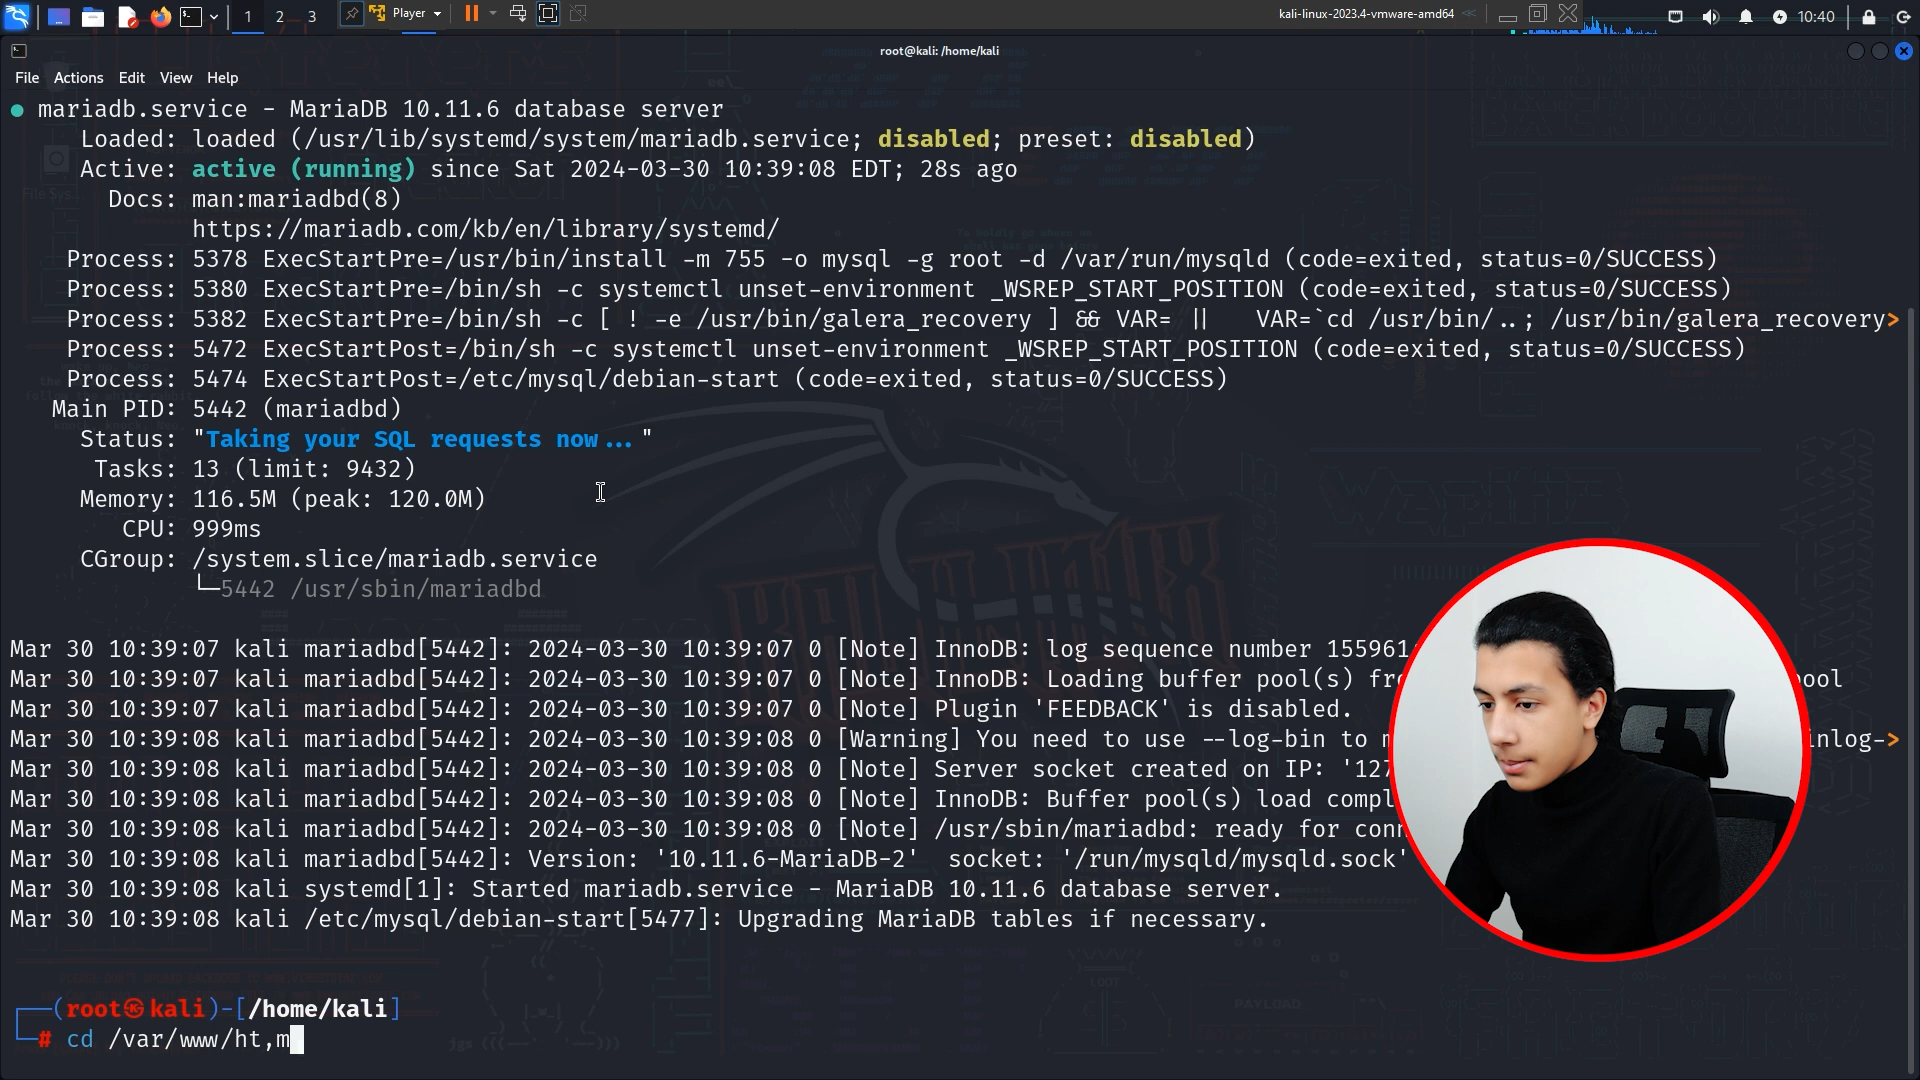 1 2 3 Player kali-linux-2023.4-vmware-amd64 10:40
root@kali: /home/kali
File Actions Edit View Help
● mariadb.service - MariaDB 10.11.6 database server
Loaded: loaded (/usr/lib/systemd/system/mariadb.service; disabled; preset: disabled)
Active: active (running) since Sat 2024-03-30 10:39:08 EDT; 28s ago
Docs: man:mariadbd(8)
https://mariadb.com/kb/en/library/systemd/
Process: 5378 ExecStartPre=/usr/bin/install -m 755 -o mysql -g root -d /var/run/mysqld (code=exited, status=0/SUCCESS)
Process: 5380 ExecStartPre=/bin/sh -c systemctl unset-environment _WSREP_START_POSITION (code=exited, status=0/SUCCESS)
Process: 5382 ExecStartPre=/bin/sh -c [ ! -e /usr/bin/galera_recovery ] && VAR= || VAR=`cd /usr/bin/..; /usr/bin/galera_recovery>
Process: 5472 ExecStartPost=/bin/sh -c systemctl unset-environment _WSREP_START_POSITION (code=exited, status=0/SUCCESS)
Process: 5474 ExecStartPost=/etc/mysql/debian-start (code=exited, status=0/SUCCESS)
Main PID: 5442 (mariadbd)
Status: "Taking your SQL requests now..."
Tasks: 13 (limit: 9432)
Memory: 116.5M (peak: 120.0M)
CPU: 999ms
CGroup: /system.slice/mariadb.service
└─5442 /usr/sbin/mariadbd
Mar 30 10:39:07 kali mariadbd[5442]: 2024-03-30 10:39:07 0 [Note] InnoDB: log sequence number 155961
Mar 30 10:39:07 kali mariadbd[5442]: 2024-03-30 10:39:07 0 [Note] InnoDB: Loading buffer pool(s) fr ool
Mar 30 10:39:07 kali mariadbd[5442]: 2024-03-30 10:39:07 0 [Note] Plugin 'FEEDBACK' is disabled.
Mar 30 10:39:08 kali mariadbd[5442]: 2024-03-30 10:39:08 0 [Warning] You need to use --log-bin to inlog->
Mar 30 10:39:08 kali mariadbd[5442]: 2024-03-30 10:39:08 0 [Note] Server socket created on IP: '127
Mar 30 10:39:08 kali mariadbd[5442]: 2024-03-30 10:39:08 0 [Note] InnoDB: Buffer pool(s) load compl
Mar 30 10:39:08 kali mariadbd[5442]: 2024-03-30 10:39:08 0 [Note] /usr/sbin/mariadbd: ready for conn
Mar 30 10:39:08 kali mariadbd[5442]: Version: '10.11.6-MariaDB-2' socket: '/run/mysqld/mysqld.sock'
Mar 30 10:39:08 kali systemd[1]: Started mariadb.service - MariaDB 10.11.6 database server.
Mar 30 10:39:08 kali /etc/mysql/debian-start[5477]: Upgrading MariaDB tables if necessary.
KALI LINUX
PAYLOAD
LOOT
jgs
┌──(root㉿kali)-[/home/kali]
└─# cd /var/www/ht,m